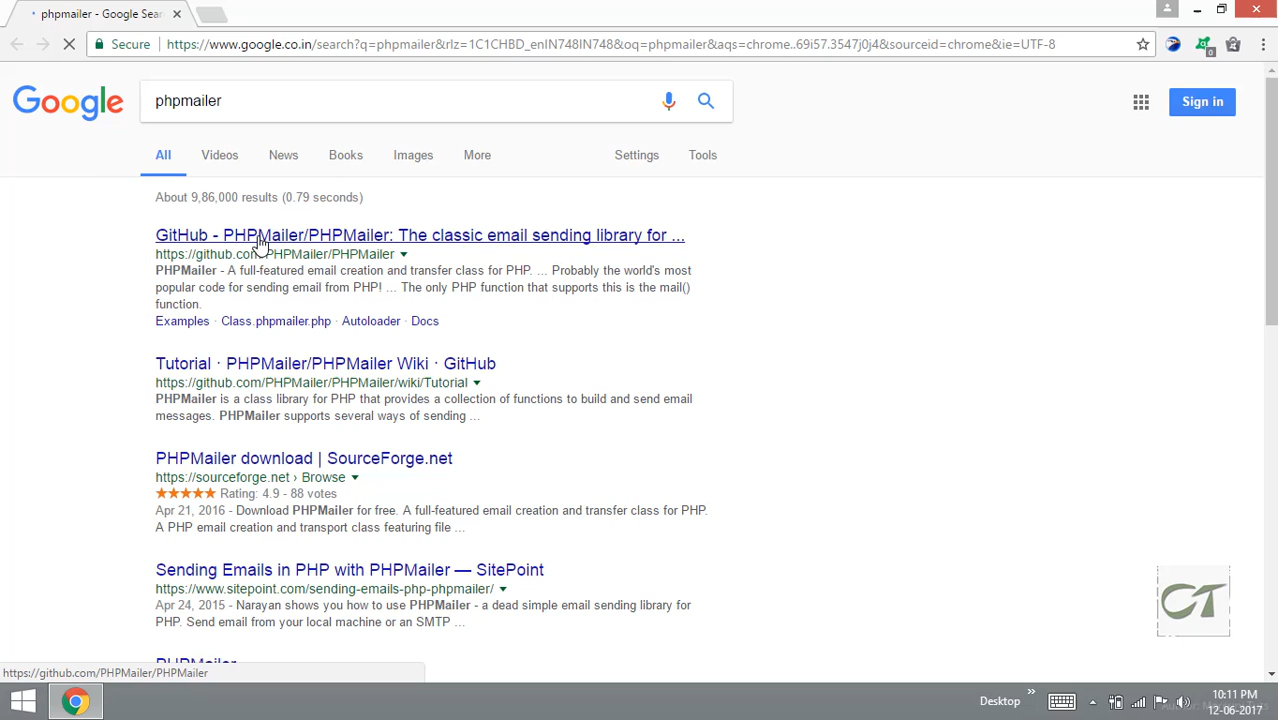 phpmailer - Google Sear
Secure https://www.google.co.in/search?q=phpmailer&rlz=1C1CHBD_enIN748IN748&oq=phpmailer&aqs=chrome..69i57.3547j0j4&sourceid=chrome&ie=UTF-8
0
Google phpmailer
Sign in
All Videos News Books Images More Settings Tools
About 9,86,000 results (0.79 seconds)
GitHub - PHPMailer/PHPMailer: The classic email sending library for ...
https://github.com/PHPMailer/PHPMailer
PHPMailer - A full-featured email creation and transfer class for PHP. ... Probably the world's most
popular code for sending email from PHP! ... The only PHP function that supports this is the mail()
function.
Examples · Class.phpmailer.php · Autoloader · Docs
Tutorial · PHPMailer/PHPMailer Wiki · GitHub
https://github.com/PHPMailer/PHPMailer/wiki/Tutorial
PHPMailer is a class library for PHP that provides a collection of functions to build and send email
messages. PHPMailer supports several ways of sending ...
PHPMailer download | SourceForge.net
https://sourceforge.net › Browse
Rating: 4.9 - 88 votes
Apr 21, 2016 - Download PHPMailer for free. A full-featured email creation and transfer class for PHP.
A PHP email creation and transport class featuring file ...
Sending Emails in PHP with PHPMailer — SitePoint
https://www.sitepoint.com/sending-emails-php-phpmailer/
Apr 24, 2015 - Narayan shows you how to use PHPMailer - a dead simple email sending library for
PHP. Send email from your local machine or an SMTP ...
CT
PHPMailer
https://github.com/PHPMailer/PHPMailer
Desktop
10:11 PM
12-06-2017